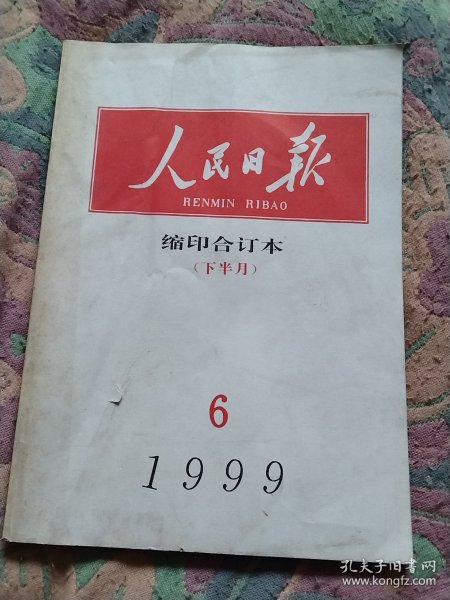 人民日报
RENMIN RIBAO
缩印合订本
(下半月)
6
1999
孔夫子旧书网
www.kongfz.com